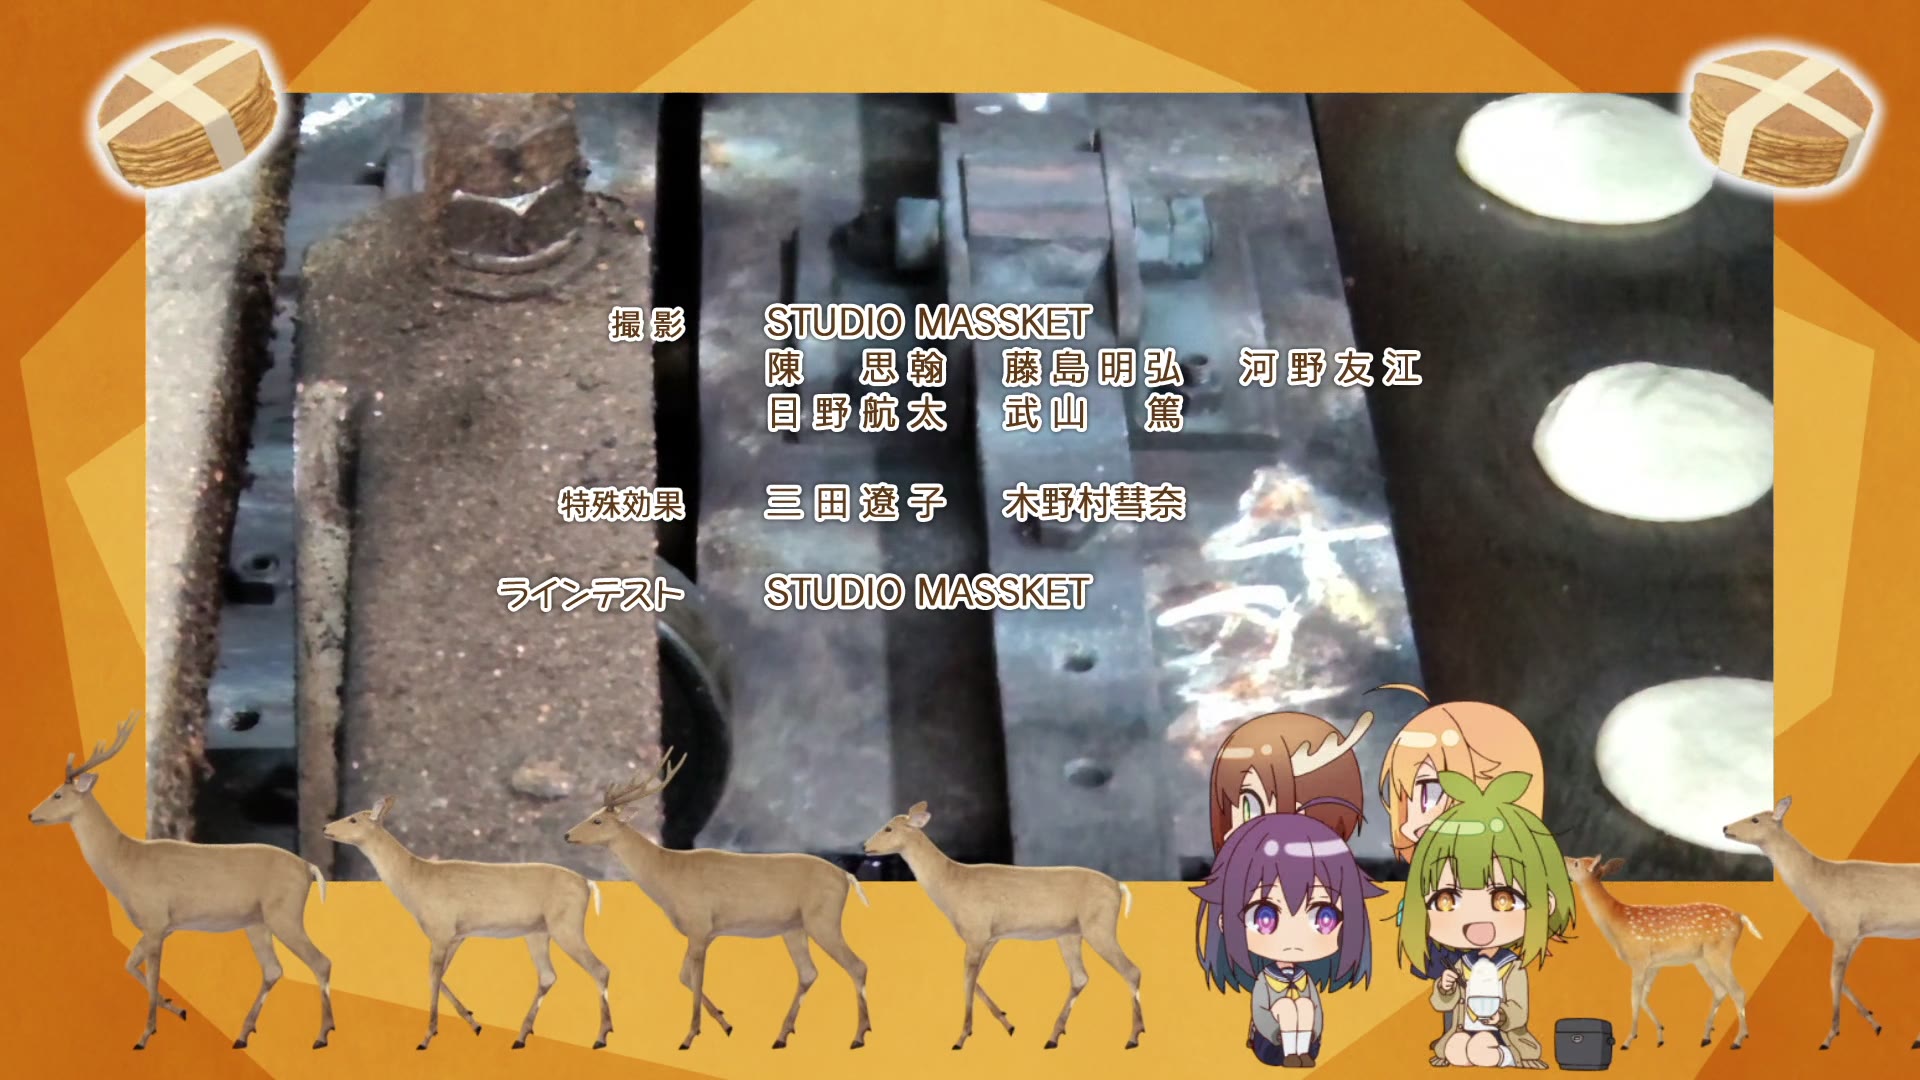 撮影 STUDIO MASSKET
陳 思翰 藤島明弘 河野友江
日野航太 武山 篤
特殊効果 三田遼子 木野村彗奈
ラインテスト STUDIO MASSKET